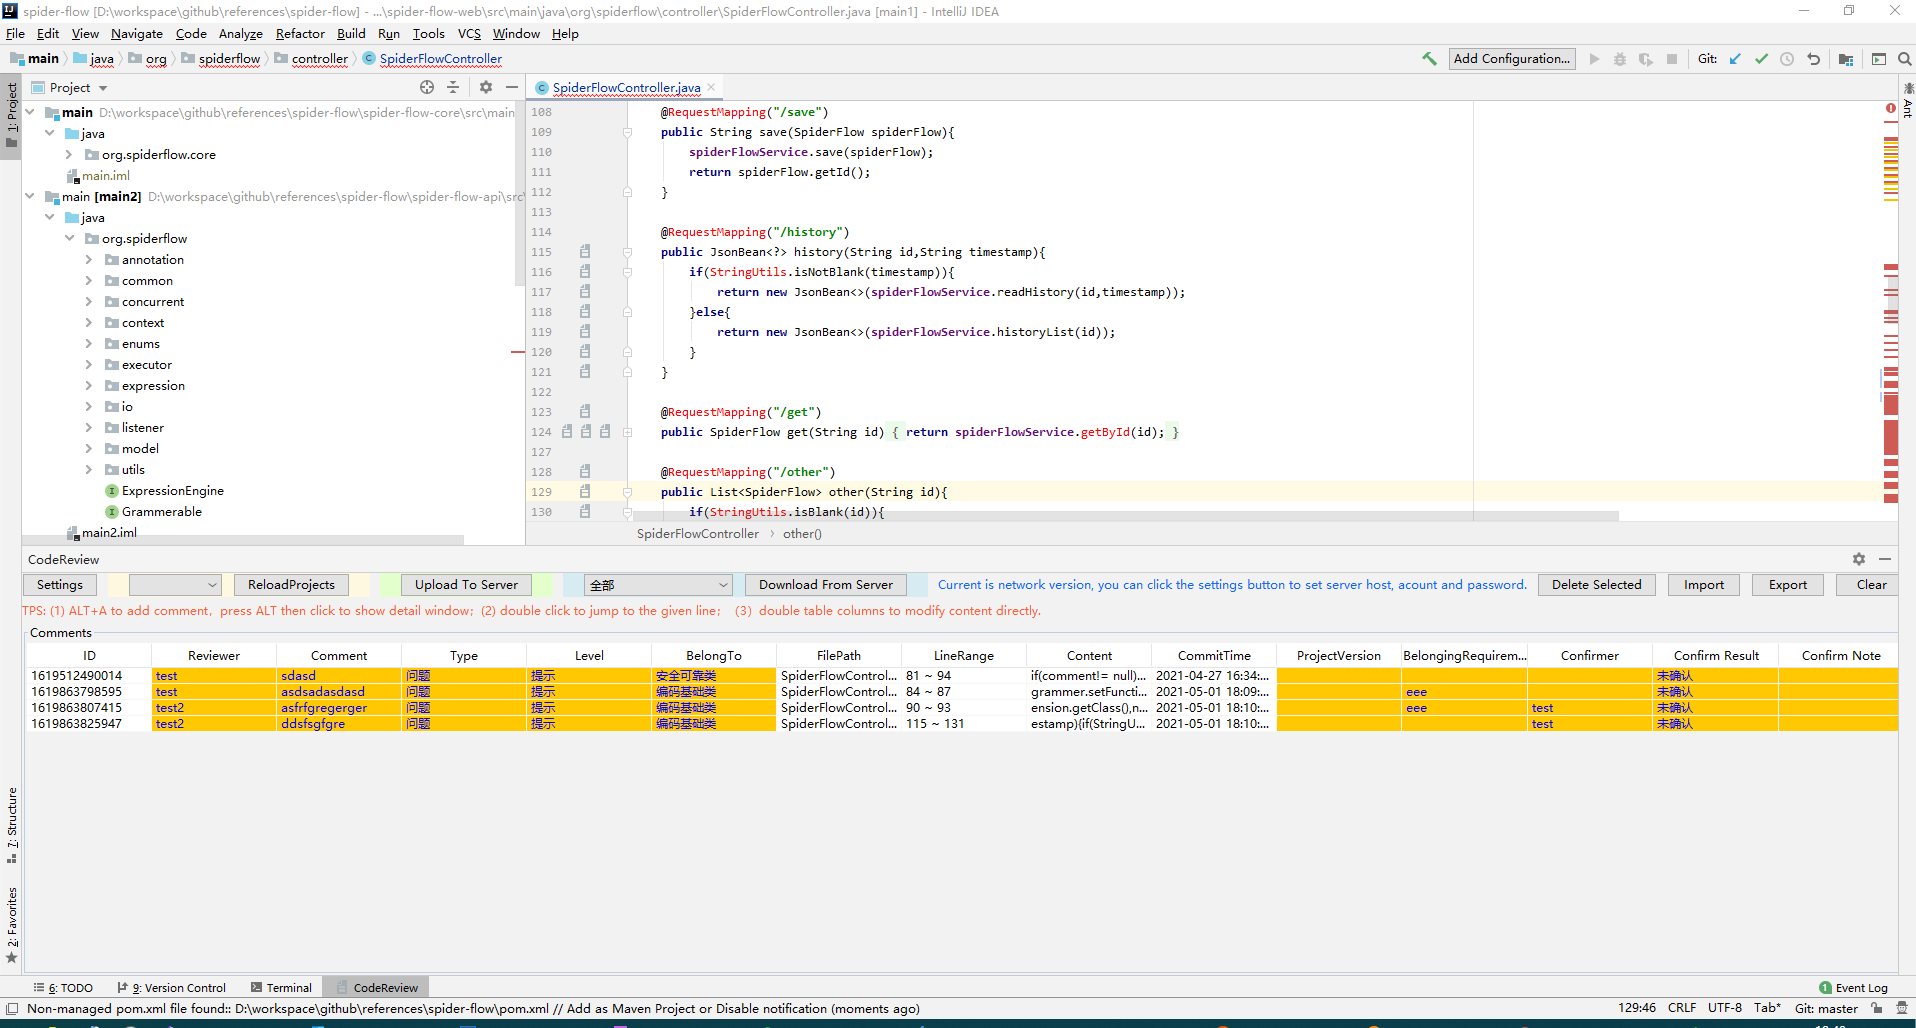 spider-flow [D:\workspace\github\references\spider-flow] - ...\spider-flow-web\src\main\java\org\spiderflow\controller\SpiderFlowController.java [main1] - IntelliJ IDEA
File Edit View Navigate Code Analyze Refactor Build Run Tools VCS Window Help
main java org spiderflow controller SpiderFlowController Add Configuration... Git:
1: Project
Project
main D:\workspace\github\references\spider-flow\spider-flow-core\src\main
java
org.spiderflow.core
main.iml
main [main2] D:\workspace\github\references\spider-flow\spider-flow-api\src\
java
org.spiderflow
annotation
common
concurrent
context
enums
executor
expression
io
listener
model
utils
ExpressionEngine
Grammerable
main2.iml
SpiderFlowController.java
108 @RequestMapping("/save")
109 public String save(SpiderFlow spiderFlow){
110 spiderFlowService.save(spiderFlow);
111 return spiderFlow.getId();
112 }
113
114 @RequestMapping("/history")
115 public JsonBean<?> history(String id,String timestamp){
116 if(StringUtils.isNotBlank(timestamp)){
117 return new JsonBean<>(spiderFlowService.readHistory(id,timestamp));
118 }else{
119 return new JsonBean<>(spiderFlowService.historyList(id));
120 }
121 }
122
123 @RequestMapping("/get")
124 public SpiderFlow get(String id) { return spiderFlowService.getById(id); }
127
128 @RequestMapping("/other")
129 public List<SpiderFlow> other(String id){
130 if(StringUtils.isBlank(id)){
SpiderFlowController other()
Ant
CodeReview
Settings ReloadProjects Upload To Server 全部 Download From Server Current is network version, you can click the settings button to set server host, acount and password. Delete Selected Import Export Clear
TPS: (1) ALT+A to add comment，press ALT then click to show detail window；(2) double click to jump to the given line； (3) double table columns to modify content directly.
Comments
ID Reviewer Comment Type Level BelongTo FilePath LineRange Content CommitTime ProjectVersion BelongingRequirem... Confirmer Confirm Result Confirm Note
1619512490014 test sdasd 问题 提示 安全可靠类 SpiderFlowControl... 81 ~ 94 if(comment!= null)... 2021-04-27 16:34:... 未确认
1619863798595 test asdsadasdasd 问题 提示 编码基础类 SpiderFlowControl... 84 ~ 87 grammer.setFuncti... 2021-05-01 18:09:... eee 未确认
1619863807415 test2 asfrfgregerger 问题 提示 编码基础类 SpiderFlowControl... 90 ~ 93 ension.getClass(),n... 2021-05-01 18:10:... eee test 未确认
1619863825947 test2 ddsfsgfgre 问题 提示 编码基础类 SpiderFlowControl... 115 ~ 131 estamp){if(StringU... 2021-05-01 18:10:... test 未确认
7: Structure
2: Favorites
6: TODO 9: Version Control Terminal CodeReview 1 Event Log
Non-managed pom.xml file found:: D:\workspace\github\references\spider-flow\pom.xml // Add as Maven Project or Disable notification (moments ago) 129:46 CRLF UTF-8 Tab* Git: master